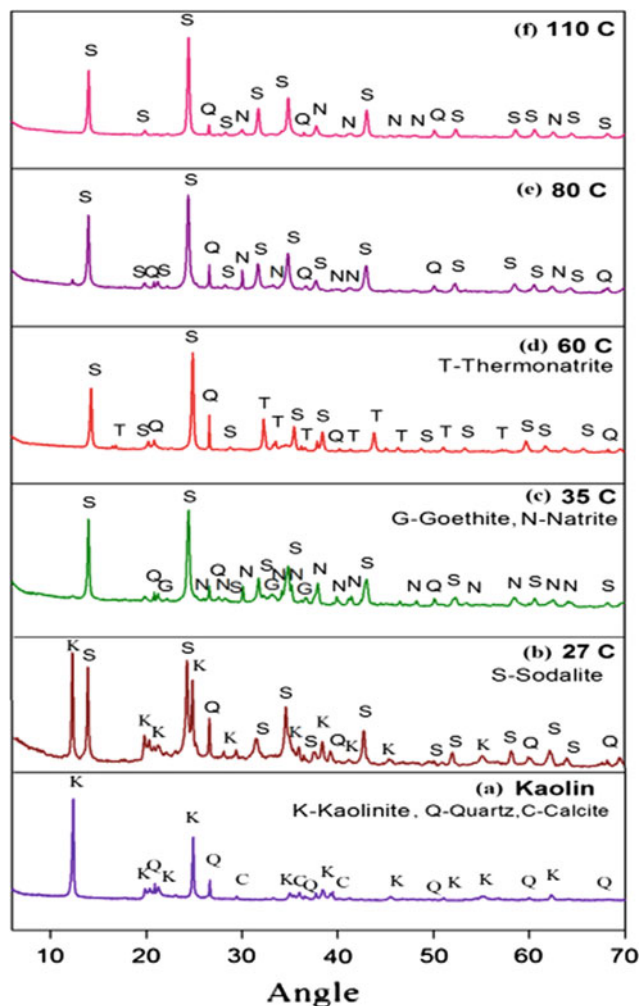 (f) 110 C
S S S Q S N S S Q N N S N N Q S S S N S S
(e) 80 C
S S Q S S Q S N S N S Q S N N S Q S S S N S Q
(d) 60 C
T-Thermonatrite
S T S Q S Q S T T S T S Q T T T S T S T S S S Q
(c) 35 C
G-Goethite, N-Natrite
S Q G S N Q N S N S G N S N G N N N S N Q S N N S N N S
(b) 27 C
S-Sodalite
K S K K S K Q K K S S K S K Q K S K S S K S Q S S Q
(a) Kaolin
K-Kaolinite, Q-Quartz,C-Calcite
K K Q K K Q C K C Q K C K Q K K Q K Q
10 20 30 40 50 60 70
Angle